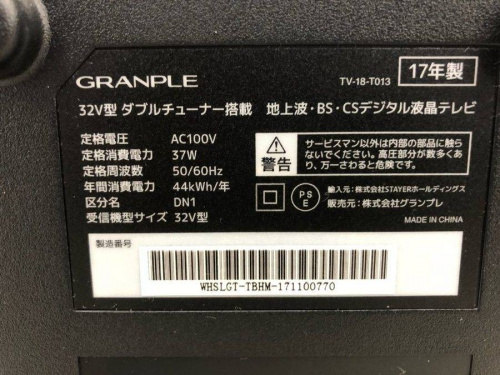 GRANPLE TV-18-T013 17年製
32V型 ダブルチューナー搭載 地上波・BS・CSデジタル液晶テレビ
定格電圧 AC100V
定格消費電力 37W
定格周波数 50/60Hz
年間消費電力 44kWh/年
区分名 DN1
受信機型サイズ 32V型
警告
サービスマン以外は内部の部品に触ら
ないでください。高圧部分が数多くあ
り、万一さわると危険です。
PSE
輸入元：株式会社STAYERホールディングス
販売元：株式会社グランプレ
MADE IN CHINA
製造番号
WHSLGT-TBHM-171100770